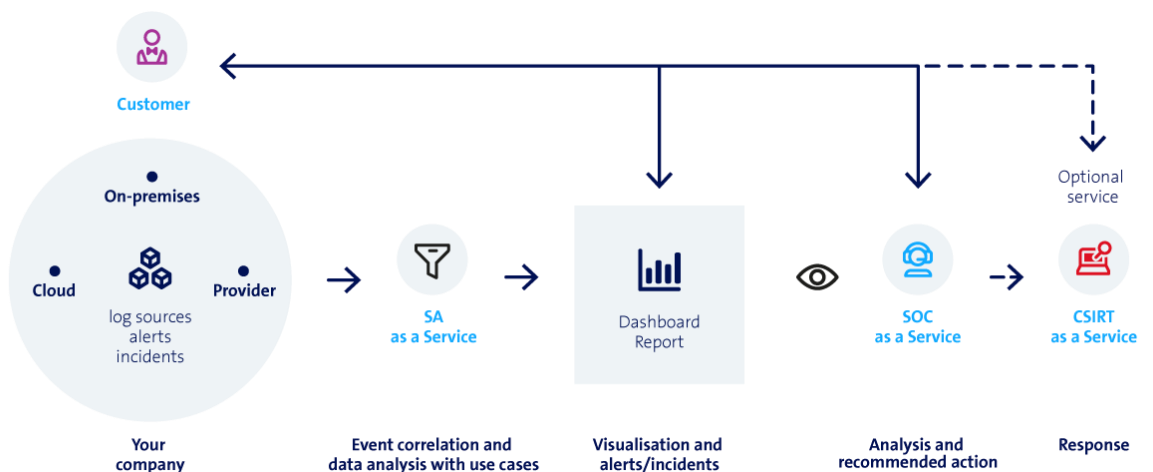 Customer
On-premises
Cloud
Provider
log sources
alerts
incidents
SA
as a Service
Dashboard
Report
SOC
as a Service
Optional
service
CSIRT
as a Service
Your
company
Event correlation and
data analysis with use cases
Visualisation and
alerts/incidents
Analysis and
recommended action
Response